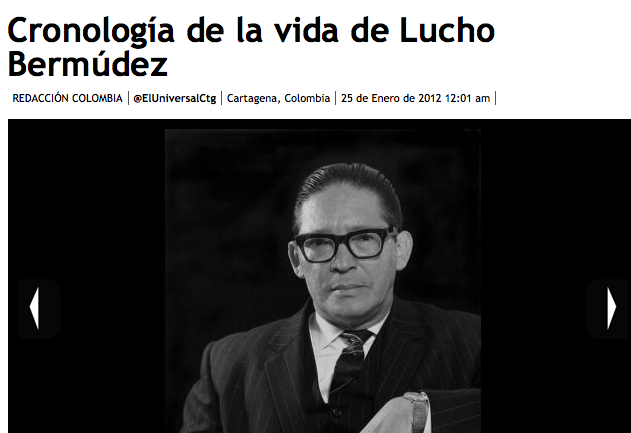 Cronología de la vida de Lucho
Bermúdez
REDACCIÓN COLOMBIA | @ElUniversalCtg | Cartagena, Colombia | 25 de Enero de 2012 12:01 am |